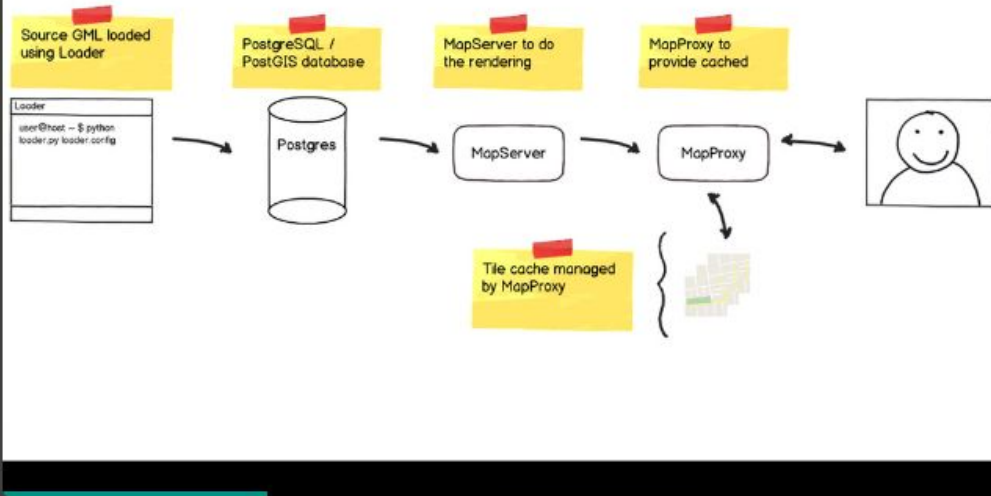 Source GML loaded
using Loader
PostgreSQL /
PostGIS database
MapServer to do
the rendering
MapProxy to
provide cached
Loader
user@host ~ $ python
loader.py loader.config
Postgres
MapServer
MapProxy
Tile cache managed
by MapProxy